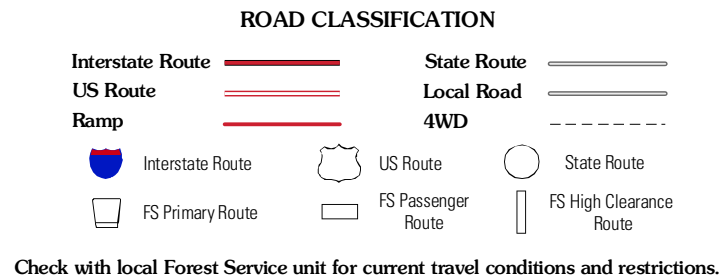 ROAD CLASSIFICATION
Interstate Route
State Route
US Route
Local Road
Ramp
4WD
Interstate Route
US Route
State Route
FS Primary Route
FS Passenger
Route
FS High Clearance
Route
Check with local Forest Service unit for current travel conditions and restrictions.